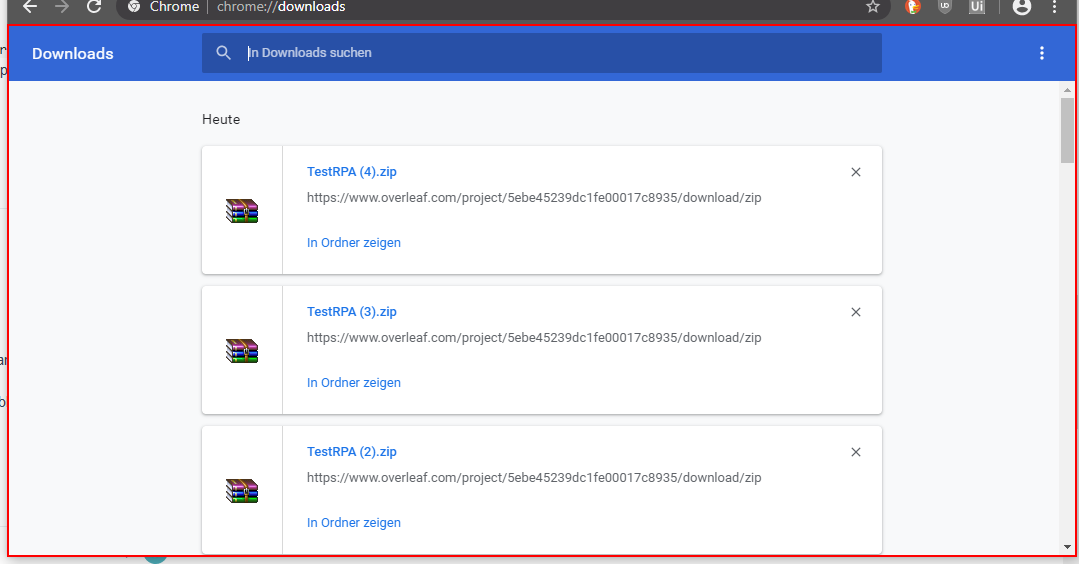 Chrome | chrome://downloads
UD
Ui
Downloads
In Downloads suchen
Heute
TestRPA (4).zip
https://www.overleaf.com/project/5ebe45239dc1fe00017c8935/download/zip
In Ordner zeigen
TestRPA (3).zip
https://www.overleaf.com/project/5ebe45239dc1fe00017c8935/download/zip
In Ordner zeigen
TestRPA (2).zip
https://www.overleaf.com/project/5ebe45239dc1fe00017c8935/download/zip
In Ordner zeigen